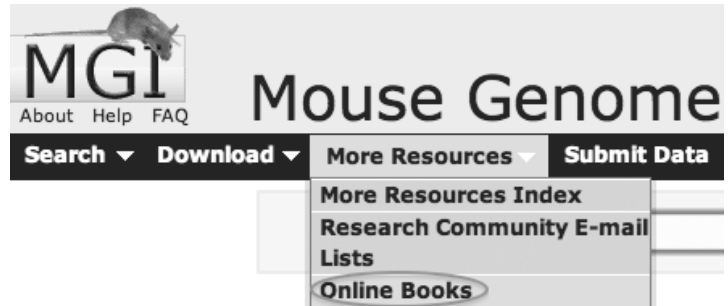 MGI
About Help FAQ
Mouse Genome
Search Download More Resources Submit Data
More Resources Index
Research Community E-mail
Lists
Online Books